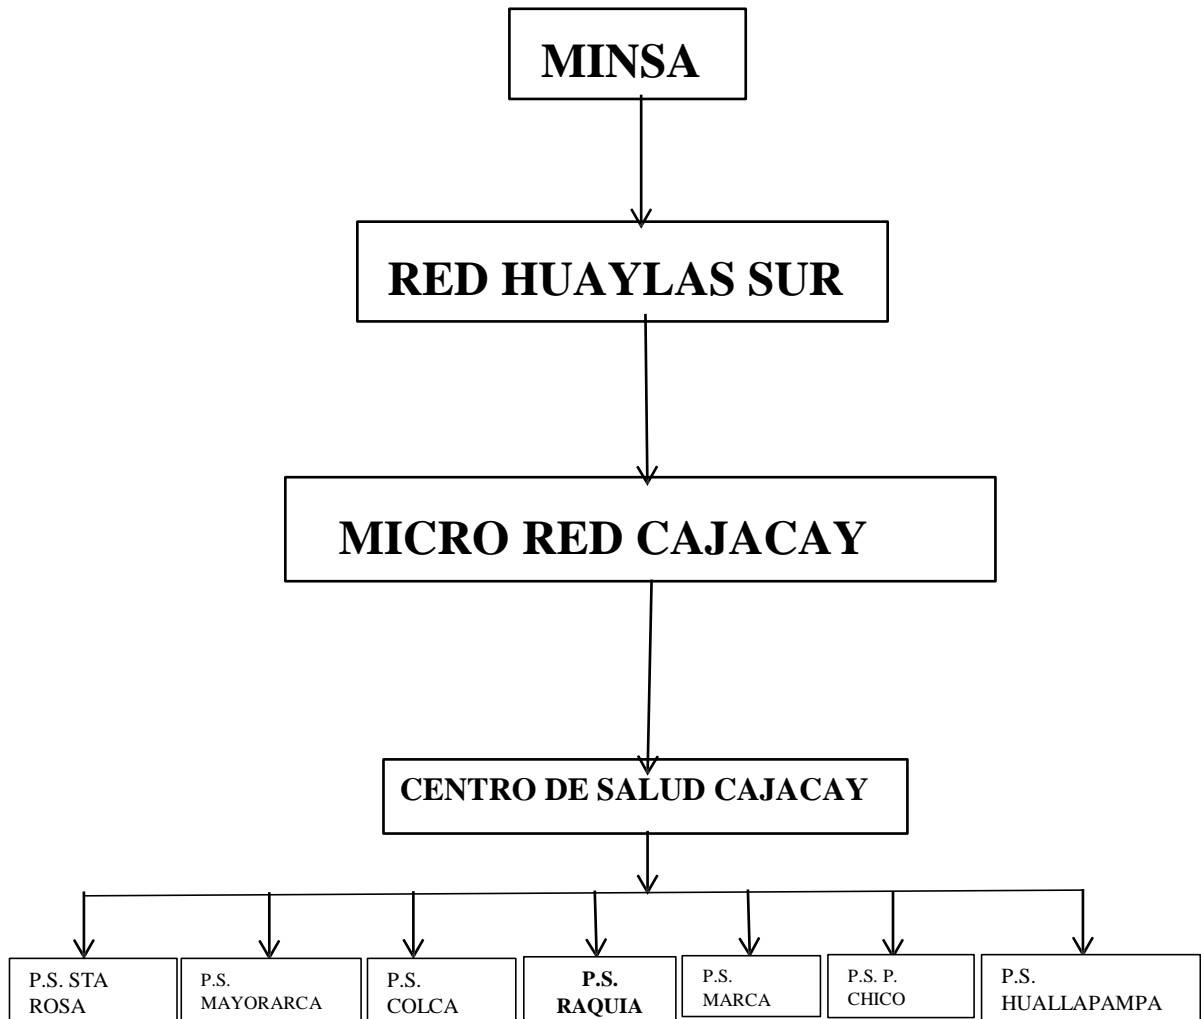 MINSA
RED HUAYLAS SUR
MICRO RED CAJACAY
CENTRO DE SALUD CAJACAY
P.S. STA
ROSA
P.S.
MAYORARCA
P.S.
COLCA
P.S.
RAQUIA
P.S.
MARCA
P.S. P.
CHICO
P.S.
HUALLAPAMPA